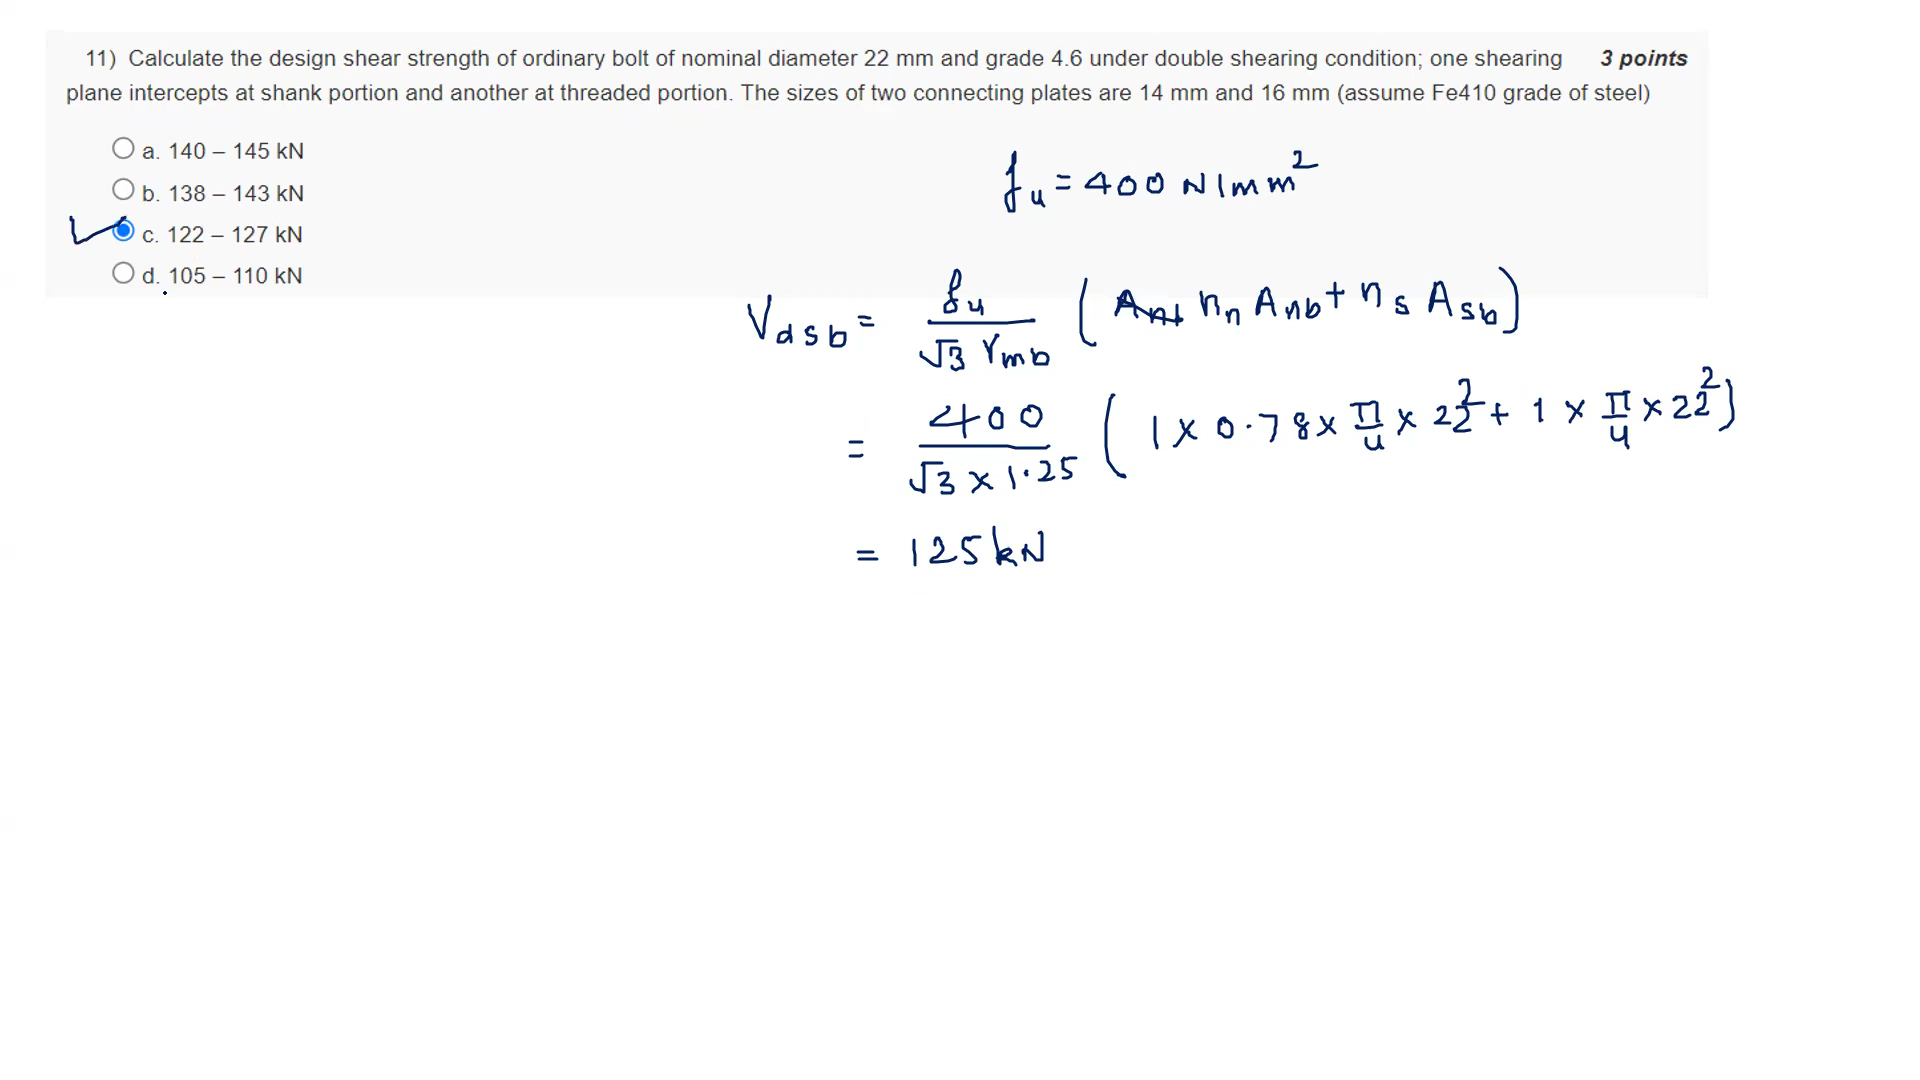 11) Calculate the design shear strength of ordinary bolt of nominal diameter 22 mm and grade 4.6 under double shearing condition; one shearing 3 points
plane intercepts at shank portion and another at threaded portion. The sizes of two connecting plates are 14 mm and 16 mm (assume Fe410 grade of steel)
a. 140 – 145 kN
b. 138 – 143 kN
c. 122 – 127 kN
d. 105 – 110 kN
fu = 400 N/mm²
Vdsb = fu / √3 γmb (nn Anb + ns Asb)
= 400 / √3 × 1.25 (1 × 0.78 × π/4 × 22² + 1 × π/4 × 22²)
= 125 kN